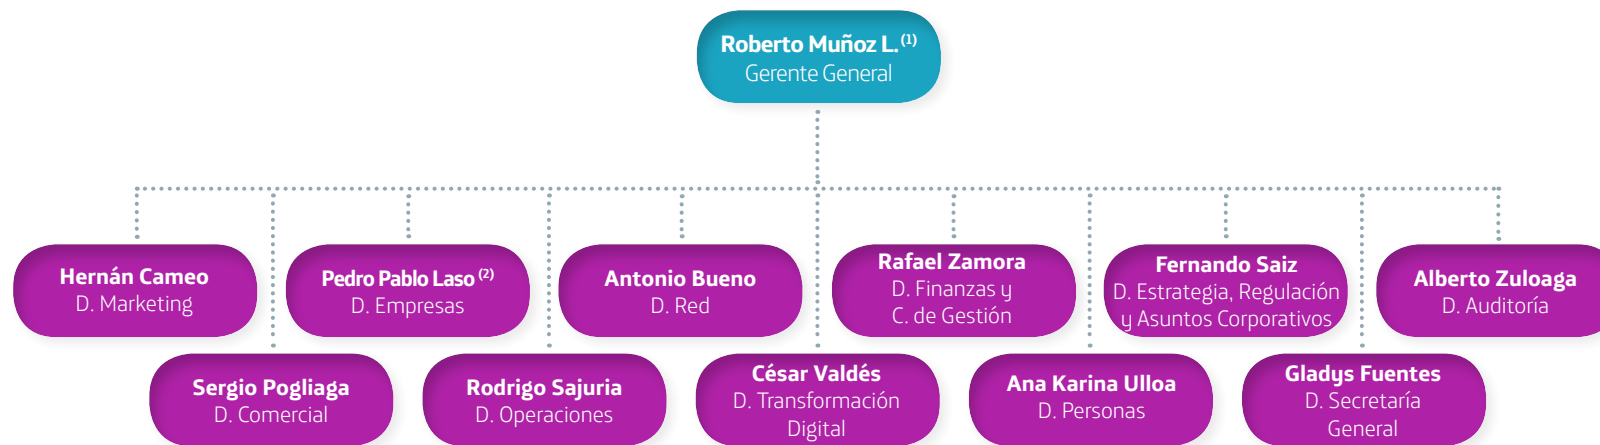 Roberto Muñoz L. (1)
Gerente General
Hernán Cameo
D. Marketing
Pedro Pablo Laso (2)
D. Empresas
Antonio Bueno
D. Red
Rafael Zamora
D. Finanzas y
C. de Gestión
Fernando Saiz
D. Estrategia, Regulación
y Asuntos Corporativos
Alberto Zuloaga
D. Auditoría
Sergio Pogliaga
D. Comercial
Rodrigo Sajuria
D. Operaciones
César Valdés
D. Transformación
Digital
Ana Karina Ulloa
D. Personas
Gladys Fuentes
D. Secretaría
General